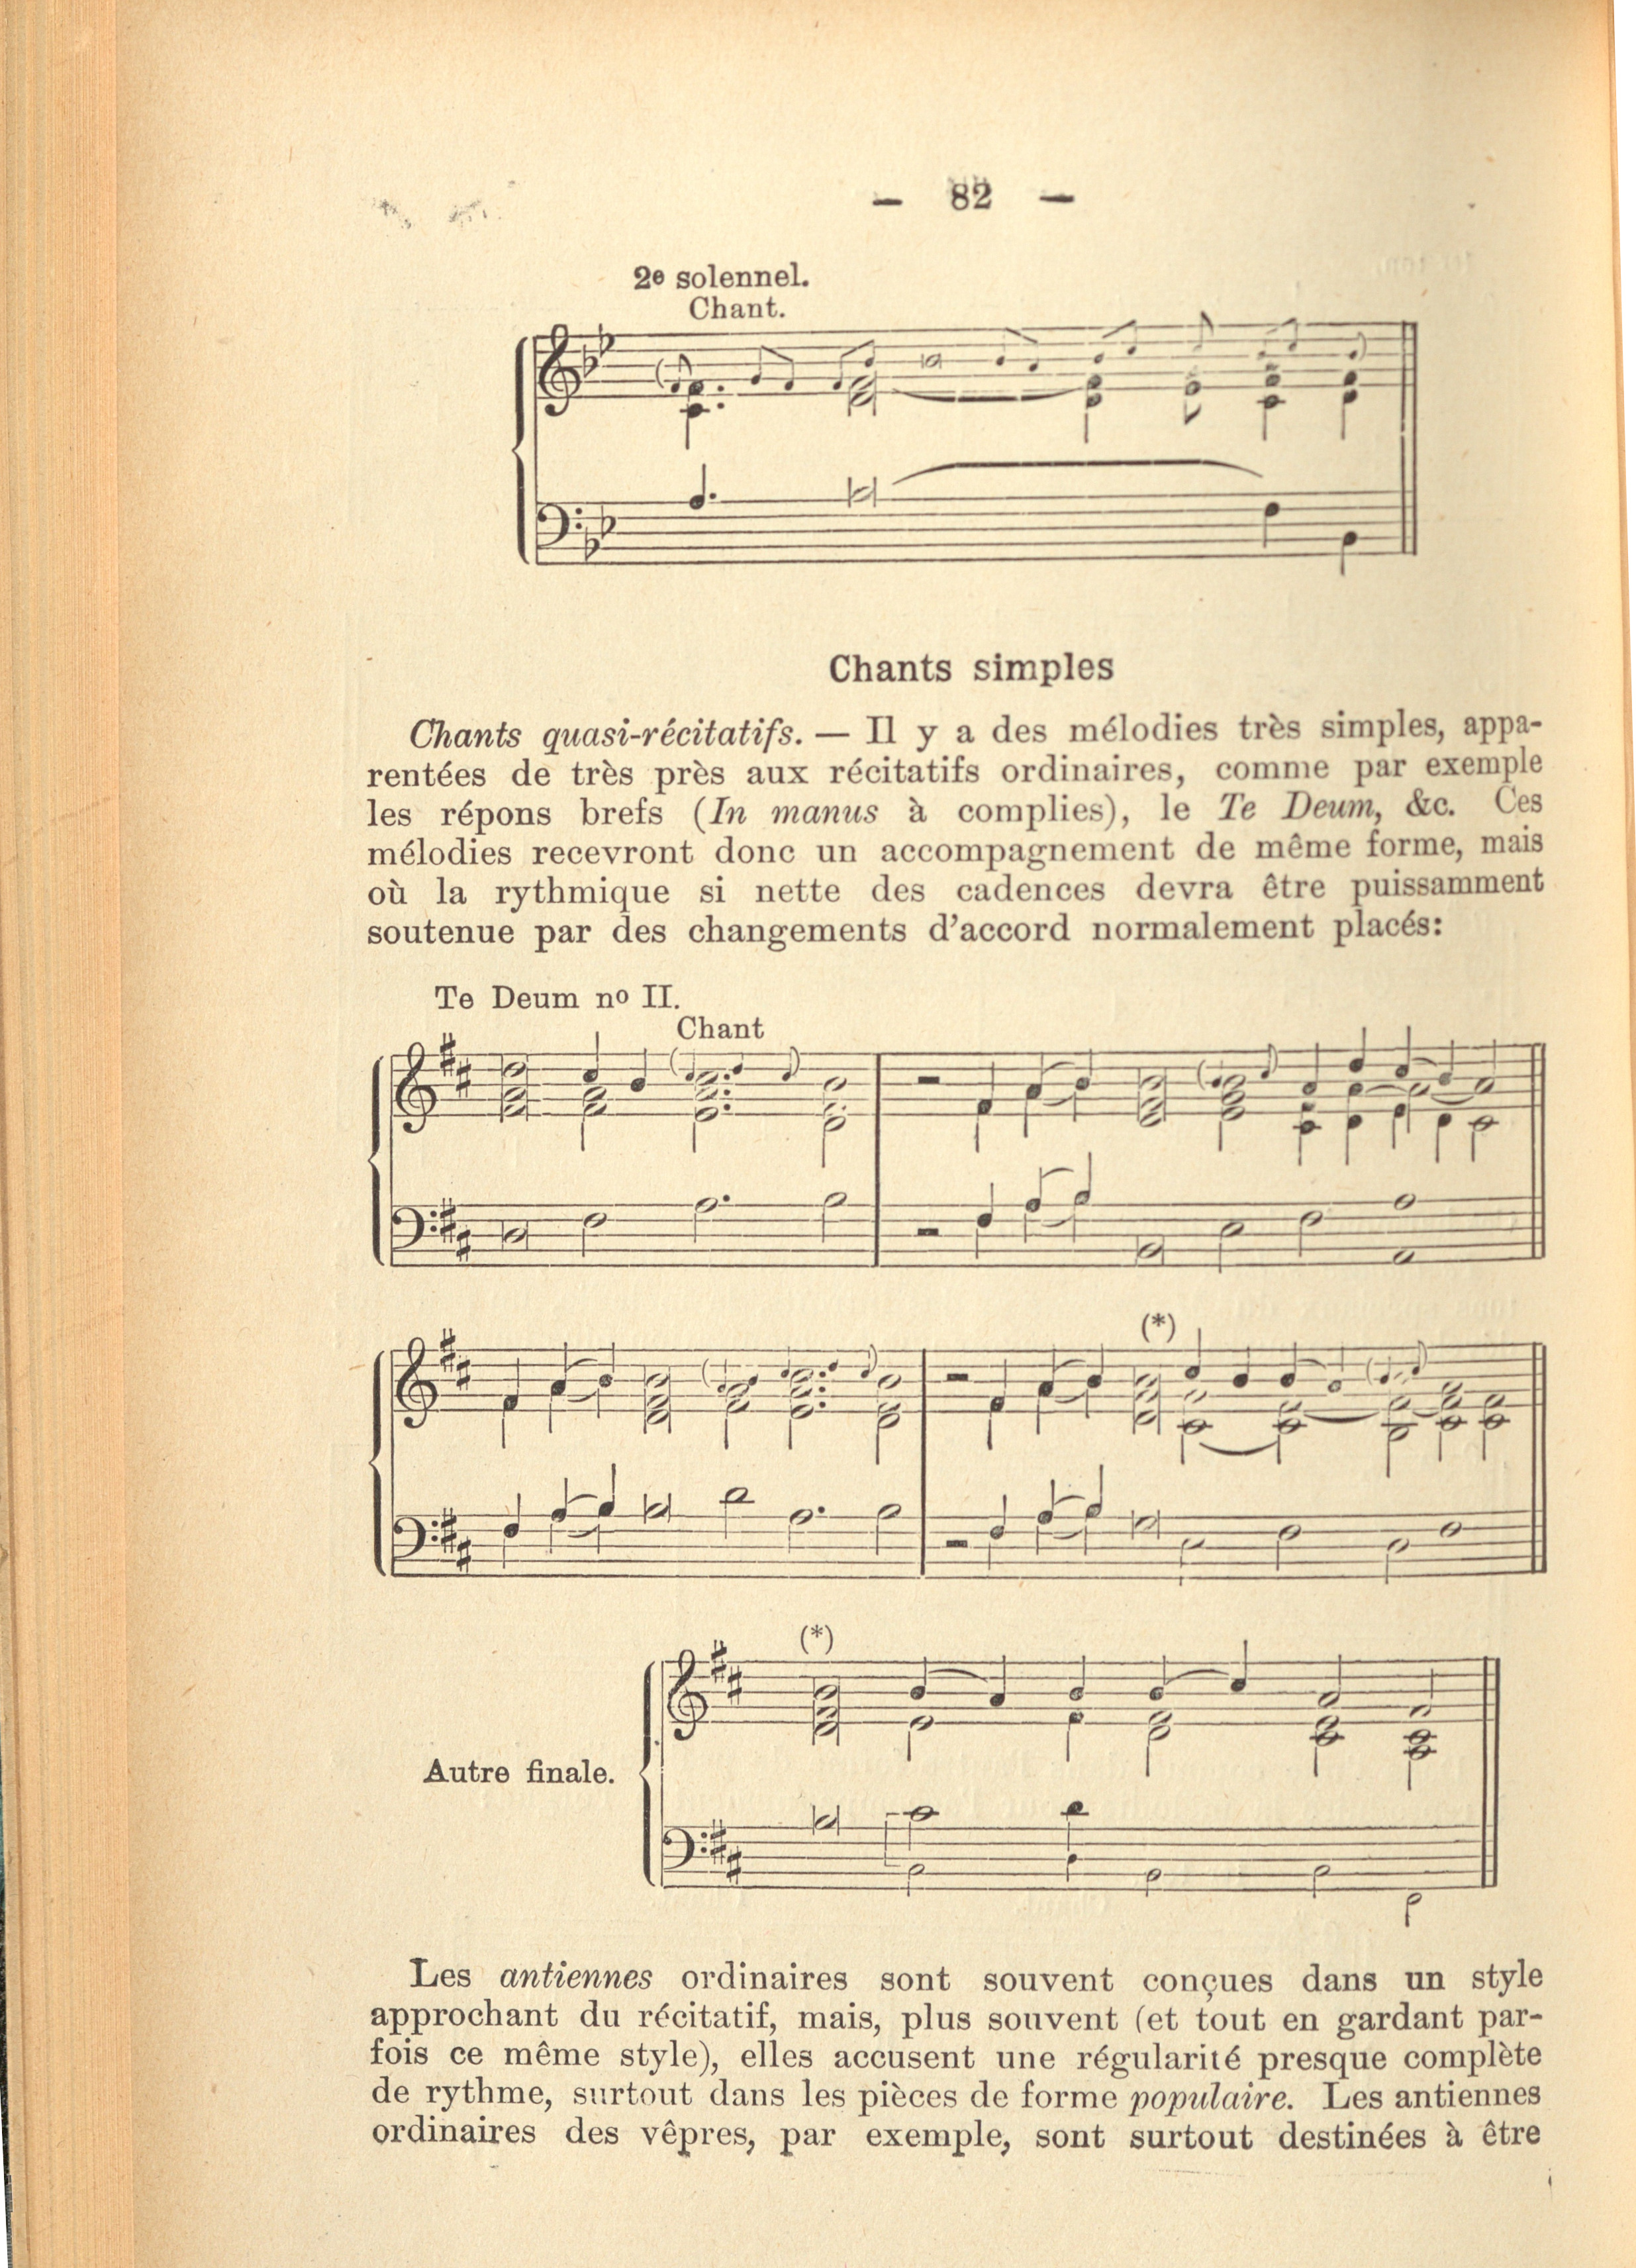 — 82 —
2e solennel.
Chant.
Chants simples
Chants quasi-récitatifs. — Il y a des mélodies très simples, appa-
rentées de très près aux récitatifs ordinaires, comme par exemple
les répons brefs (In manus à complies), le Te Deum, &c. Ces
mélodies recevront donc un accompagnement de même forme, mais
où la rythmique si nette des cadences devra être puissamment
soutenue par des changements d'accord normalement placés:
Te Deum no II.
Chant
(*)
(*)
Autre finale.
Les antiennes ordinaires sont souvent conçues dans un style
approchant du récitatif, mais, plus souvent (et tout en gardant par-
fois ce même style), elles accusent une régularité presque complète
de rythme, surtout dans les pièces de forme populaire. Les antiennes
ordinaires des vêpres, par exemple, sont surtout destinées à être